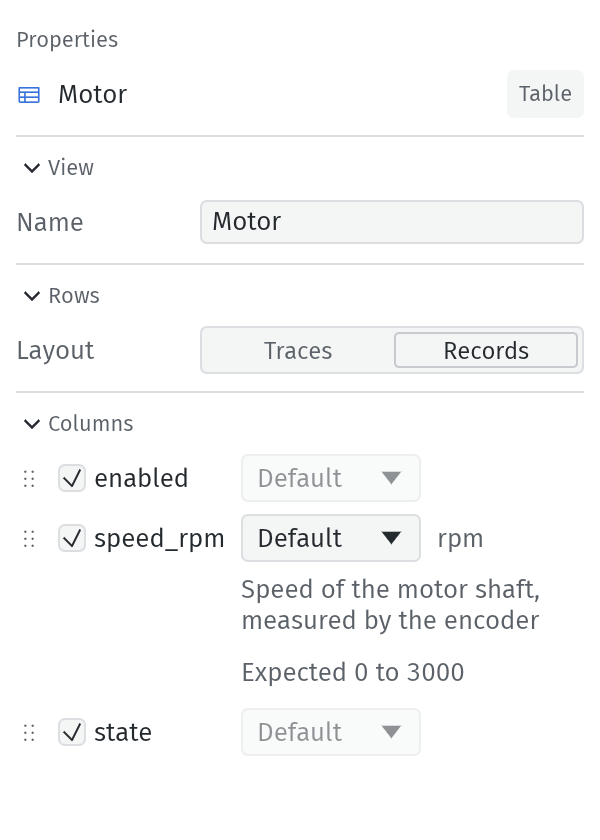 Properties
Motor
Table
View
Name
Motor
Rows
Layout
Traces
Records
Columns
enabled
Default
speed_rpm
Default
rpm
Speed of the motor shaft,
measured by the encoder
Expected 0 to 3000
state
Default